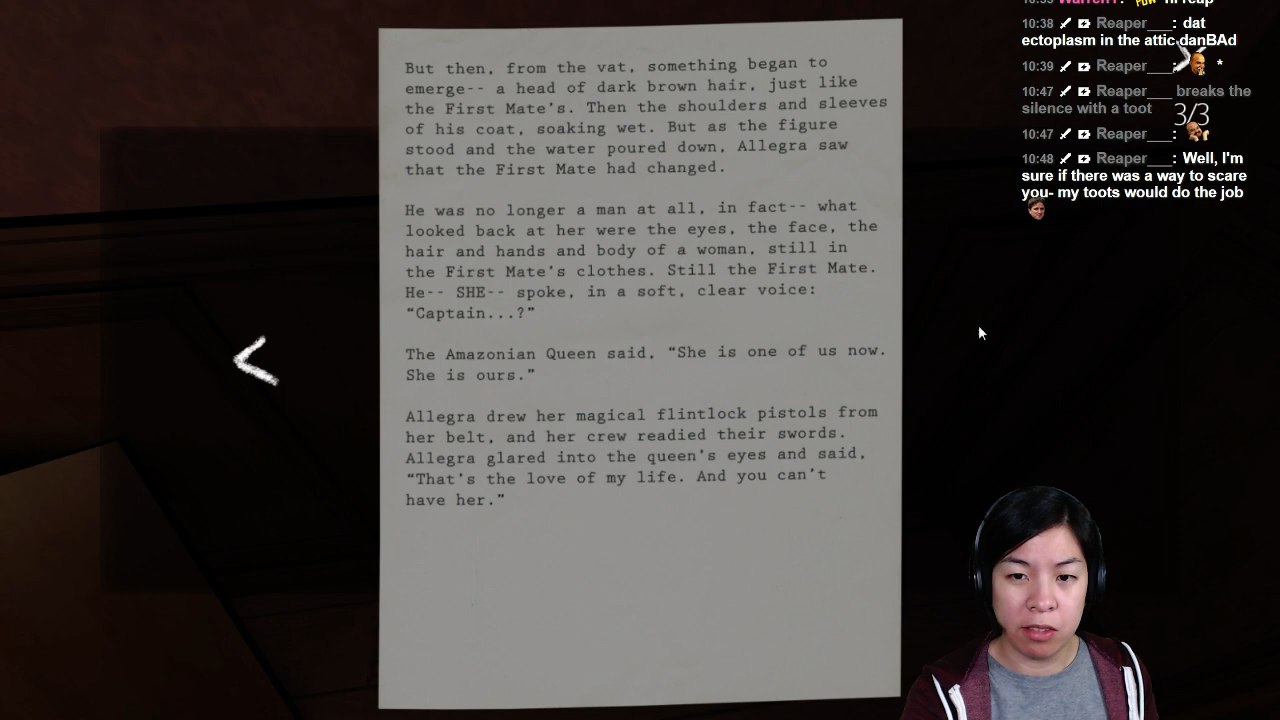 But then, from the vat, something began to
emerge-- a head of dark brown hair, just like
the First Mate's. Then the shoulders and sleeves
of his coat, soaking wet. But as the figure
stood and the water poured down, Allegra saw
that the First Mate had changed.
He was no longer a man at all, in fact-- what
looked back at her were the eyes, the face, the
hair and hands and body of a woman, still in
the First Mate's clothes. Still the First Mate.
He-- SHE-- spoke, in a soft, clear voice:
“Captain...?”
The Amazonian Queen said, “She is one of us now.
She is ours.”
Allegra drew her magical flintlock pistols from
her belt, and her crew readied their swords.
Allegra glared into the queen's eyes and said,
“That's the love of my life. And you can't
have her.”
10:38 Reaper___: dat
ectoplasm in the attic danBAd
10:39 Reaper___: *
10:47 Reaper___ breaks the
silence with a toot
3/3
10:47 Reaper___:
10:48 Reaper___: Well, I'm
sure if there was a way to scare
you- my toots would do the job